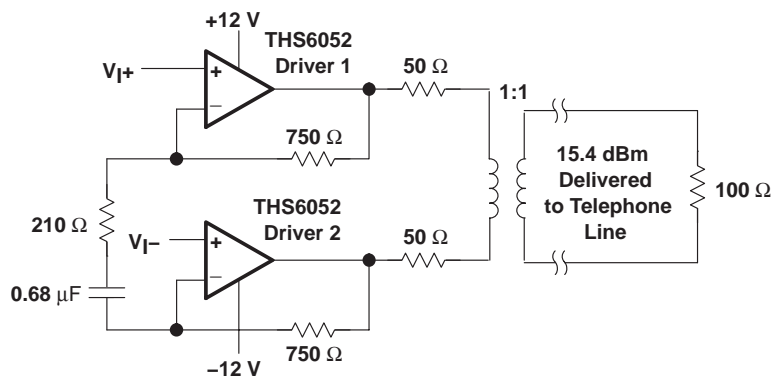 +12 V
THS6052
Driver 1
VI+
+
−
50 Ω
1:1
750 Ω
210 Ω
15.4 dBm
Delivered
to Telephone
Line
100 Ω
THS6052
Driver 2
VI−
+
−
50 Ω
0.68 μF
750 Ω
−12 V